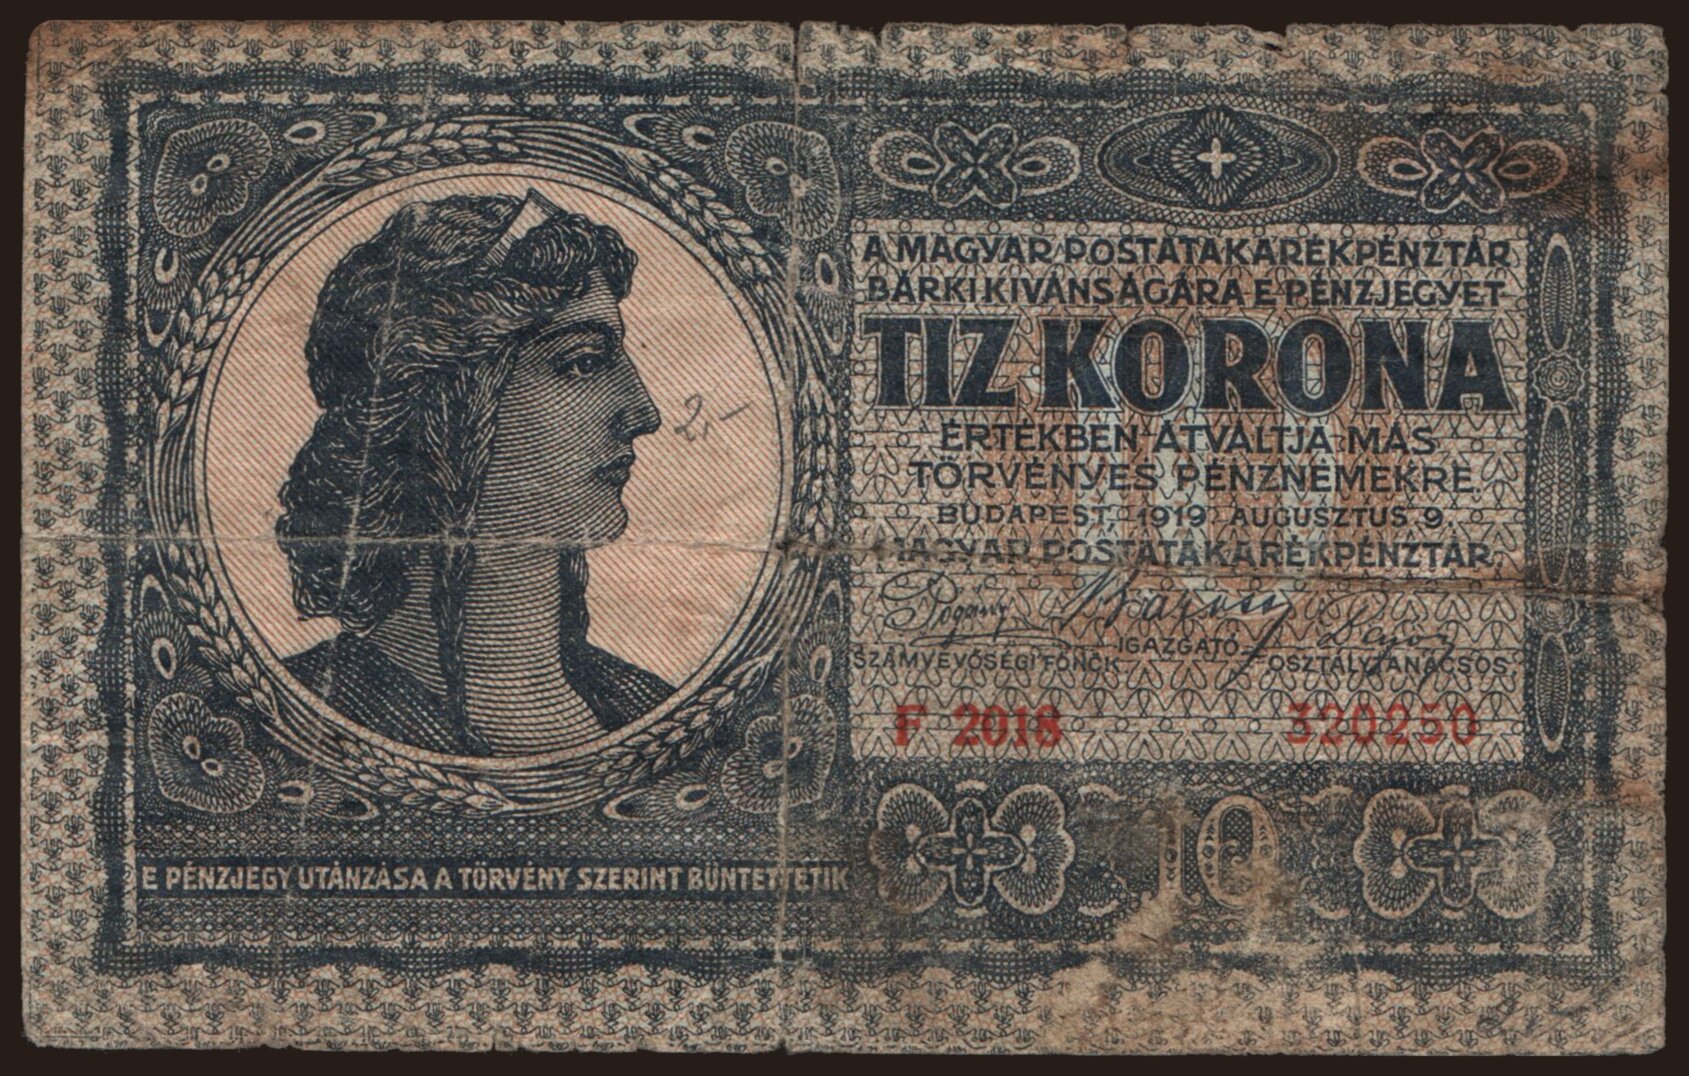 A MAGYAR POSTATAKARÉKPÉNZTÁR
BÁRKI KIVÁNSÁGÁRA E PÉNZJEGYET
TIZ KORONA
ÉRTÉKBEN ÁTVÁLTJA MÁS
TÖRVÉNYES PÉNZNEMEKRE.
BUDAPEST, 1919 AUGUSZTUS 9.
MAGYAR POSTATAKARÉKPÉNZTÁR.
IGAZGATÓ
SZÁMVEVŐSÉGI FŐNÖK
OSZTÁLYTANÁCSOS
F 2018 320250
10
E PÉNZJEGY UTÁNZÁSA A TÖRVÉNY SZERINT BÜNTETTETIK
2,-